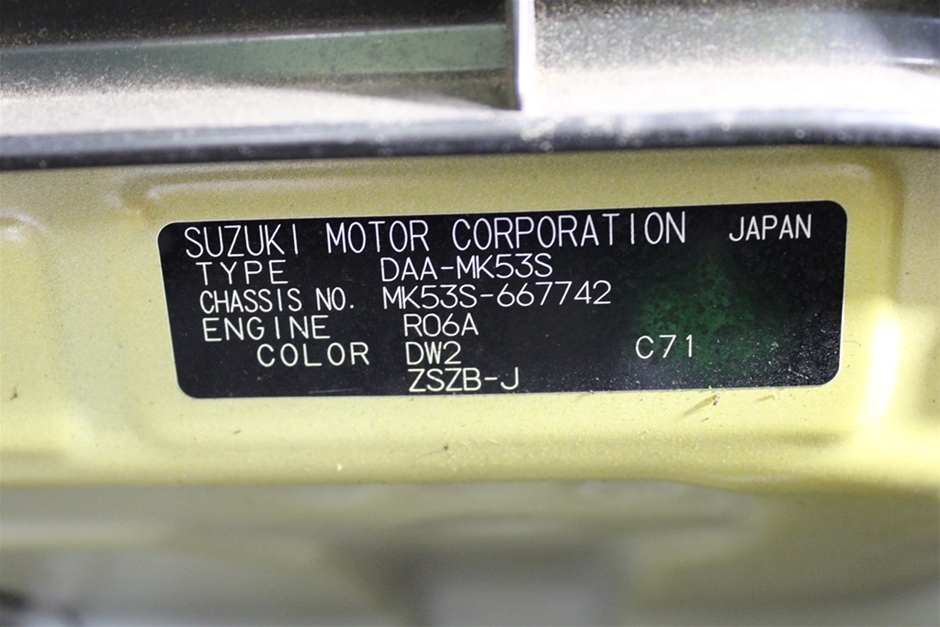 SUZUKI MOTOR CORPORATION JAPAN
TYPE DAA-MK53S
CHASSIS NO. MK53S-667742
ENGINE R06A
COLOR DW2 C71
ZSZB-J